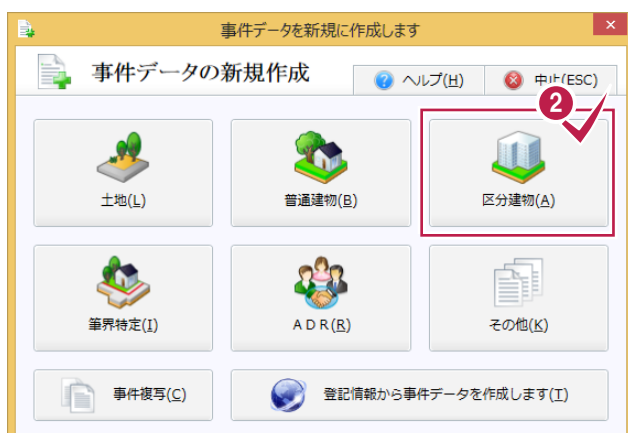 事件データを新規に作成します
×
事件データの新規作成
ヘルプ(H)
中止(ESC)
2
土地(L)
普通建物(B)
区分建物(A)
筆界特定(I)
ADR(R)
その他(K)
事件複写(C)
登記情報から事件データを作成します(T)